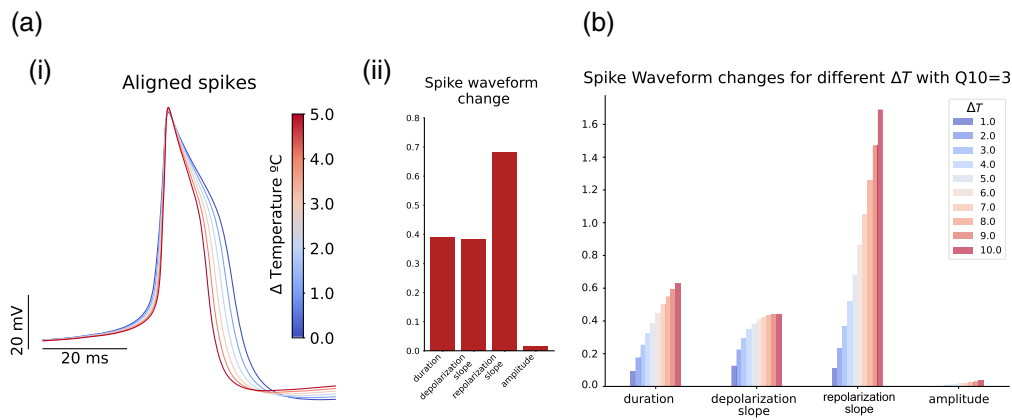 (a)
(b)
(i)
(ii)
Aligned spikes
5.0
4.0
3.0
2.0
1.0
0.0
Δ Temperature ºC
20 mV
20 ms
Spike waveform
change
0.8
0.7
0.6
0.5
0.4
0.3
0.2
0.1
0.0
duration
depolarization
slope
repolarization
slope
amplitude
Spike Waveform changes for different ΔT with Q10=3
1.6
1.4
1.2
1.0
0.8
0.6
0.4
0.2
0.0
ΔT
1.0
2.0
3.0
4.0
5.0
6.0
7.0
8.0
9.0
10.0
duration
depolarization
slope
repolarization
slope
amplitude